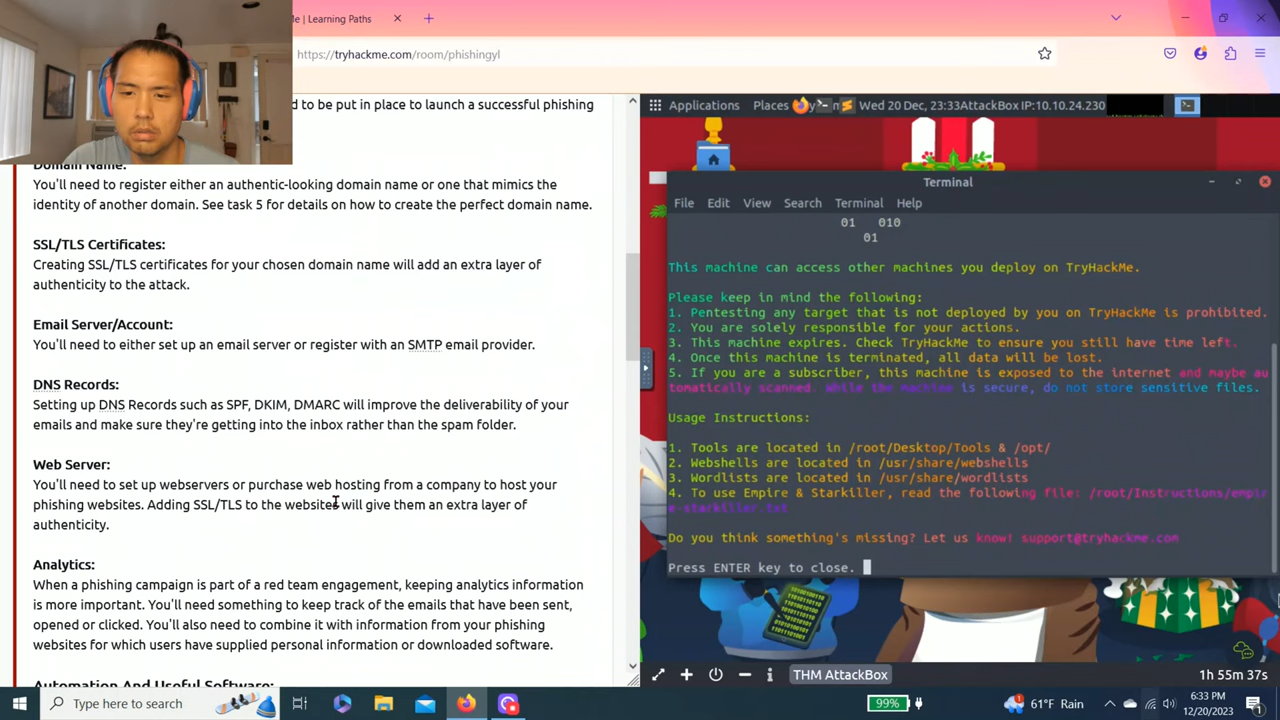 e | Learning Paths
https://tryhackme.com/room/phishingyl
d to be put in place to launch a successful phishing
Domain Name:
You'll need to register either an authentic-looking domain name or one that mimics the
identity of another domain. See task 5 for details on how to create the perfect domain name.
SSL/TLS Certificates:
Creating SSL/TLS certificates for your chosen domain name will add an extra layer of
authenticity to the attack.
Email Server/Account:
You'll need to either set up an email server or register with an SMTP email provider.
DNS Records:
Setting up DNS Records such as SPF, DKIM, DMARC will improve the deliverability of your
emails and make sure they're getting into the inbox rather than the spam folder.
Web Server:
You'll need to set up webservers or purchase web hosting from a company to host your
phishing websites. Adding SSL/TLS to the websites will give them an extra layer of
authenticity.
Analytics:
When a phishing campaign is part of a red team engagement, keeping analytics information
is more important. You'll need something to keep track of the emails that have been sent,
opened or clicked. You'll also need to combine it with information from your phishing
websites for which users have supplied personal information or downloaded software.
Automation And Useful Software:
Applications Places Wed 20 Dec, 23:33 AttackBox IP:10.10.24.230
Terminal
File Edit View Search Terminal Help
01 010
01
This machine can access other machines you deploy on TryHackMe.
Please keep in mind the following:
1. Pentesting any target that is not deployed by you on TryHackMe is prohibited.
2. You are solely responsible for your actions.
3. This machine expires. Check TryHackMe to ensure you still have time left.
4. Once this machine is terminated, all data will be lost.
5. If you are a subscriber, this machine is exposed to the internet and maybe au
tomatically scanned. While the machine is secure, do not store sensitive files.
Usage Instructions:
1. Tools are located in /root/Desktop/Tools & /opt/
2. Webshells are located in /usr/share/webshells
3. Wordlists are located in /usr/share/wordlists
4. To use Empire & Starkiller, read the following file: /root/Instructions/empir
e-starkiller.txt
Do you think something's missing? Let us know! support@tryhackme.com
Press ENTER key to close.
THM AttackBox
1h 55m 37s
Type here to search
99%
61°F Rain
6:33 PM
12/20/2023
1